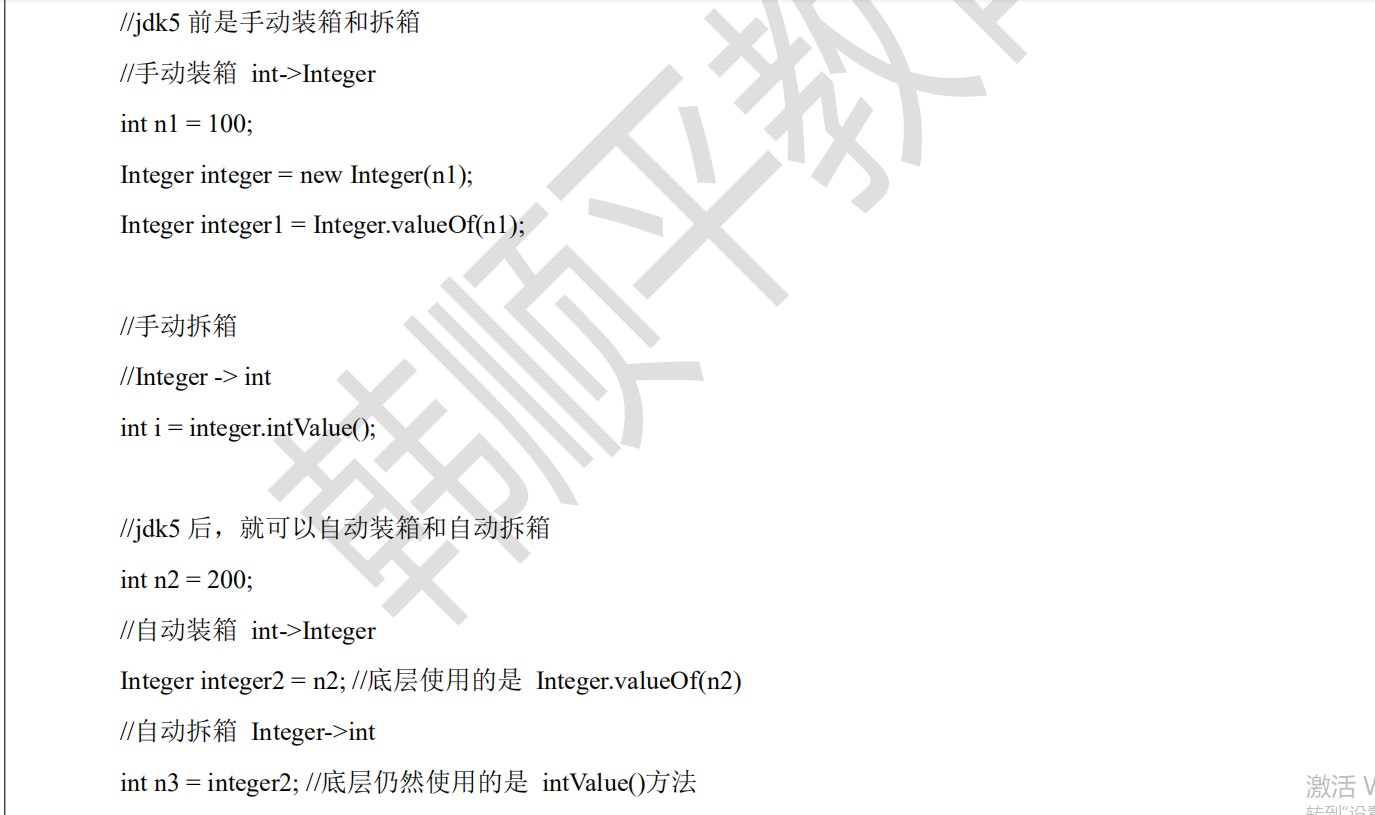 //jdk5 前是手动装箱和拆箱
//手动装箱 int->Integer
int n1 = 100;
Integer integer = new Integer(n1);
Integer integer1 = Integer.valueOf(n1);
//手动拆箱
//Integer -> int
int i = integer.intValue();
//jdk5 后，就可以自动装箱和自动拆箱
int n2 = 200;
//自动装箱 int->Integer
Integer integer2 = n2; //底层使用的是 Integer.valueOf(n2)
//自动拆箱 Integer->int
int n3 = integer2; //底层仍然使用的是 intValue()方法
韩顺平教
激活
转到"设